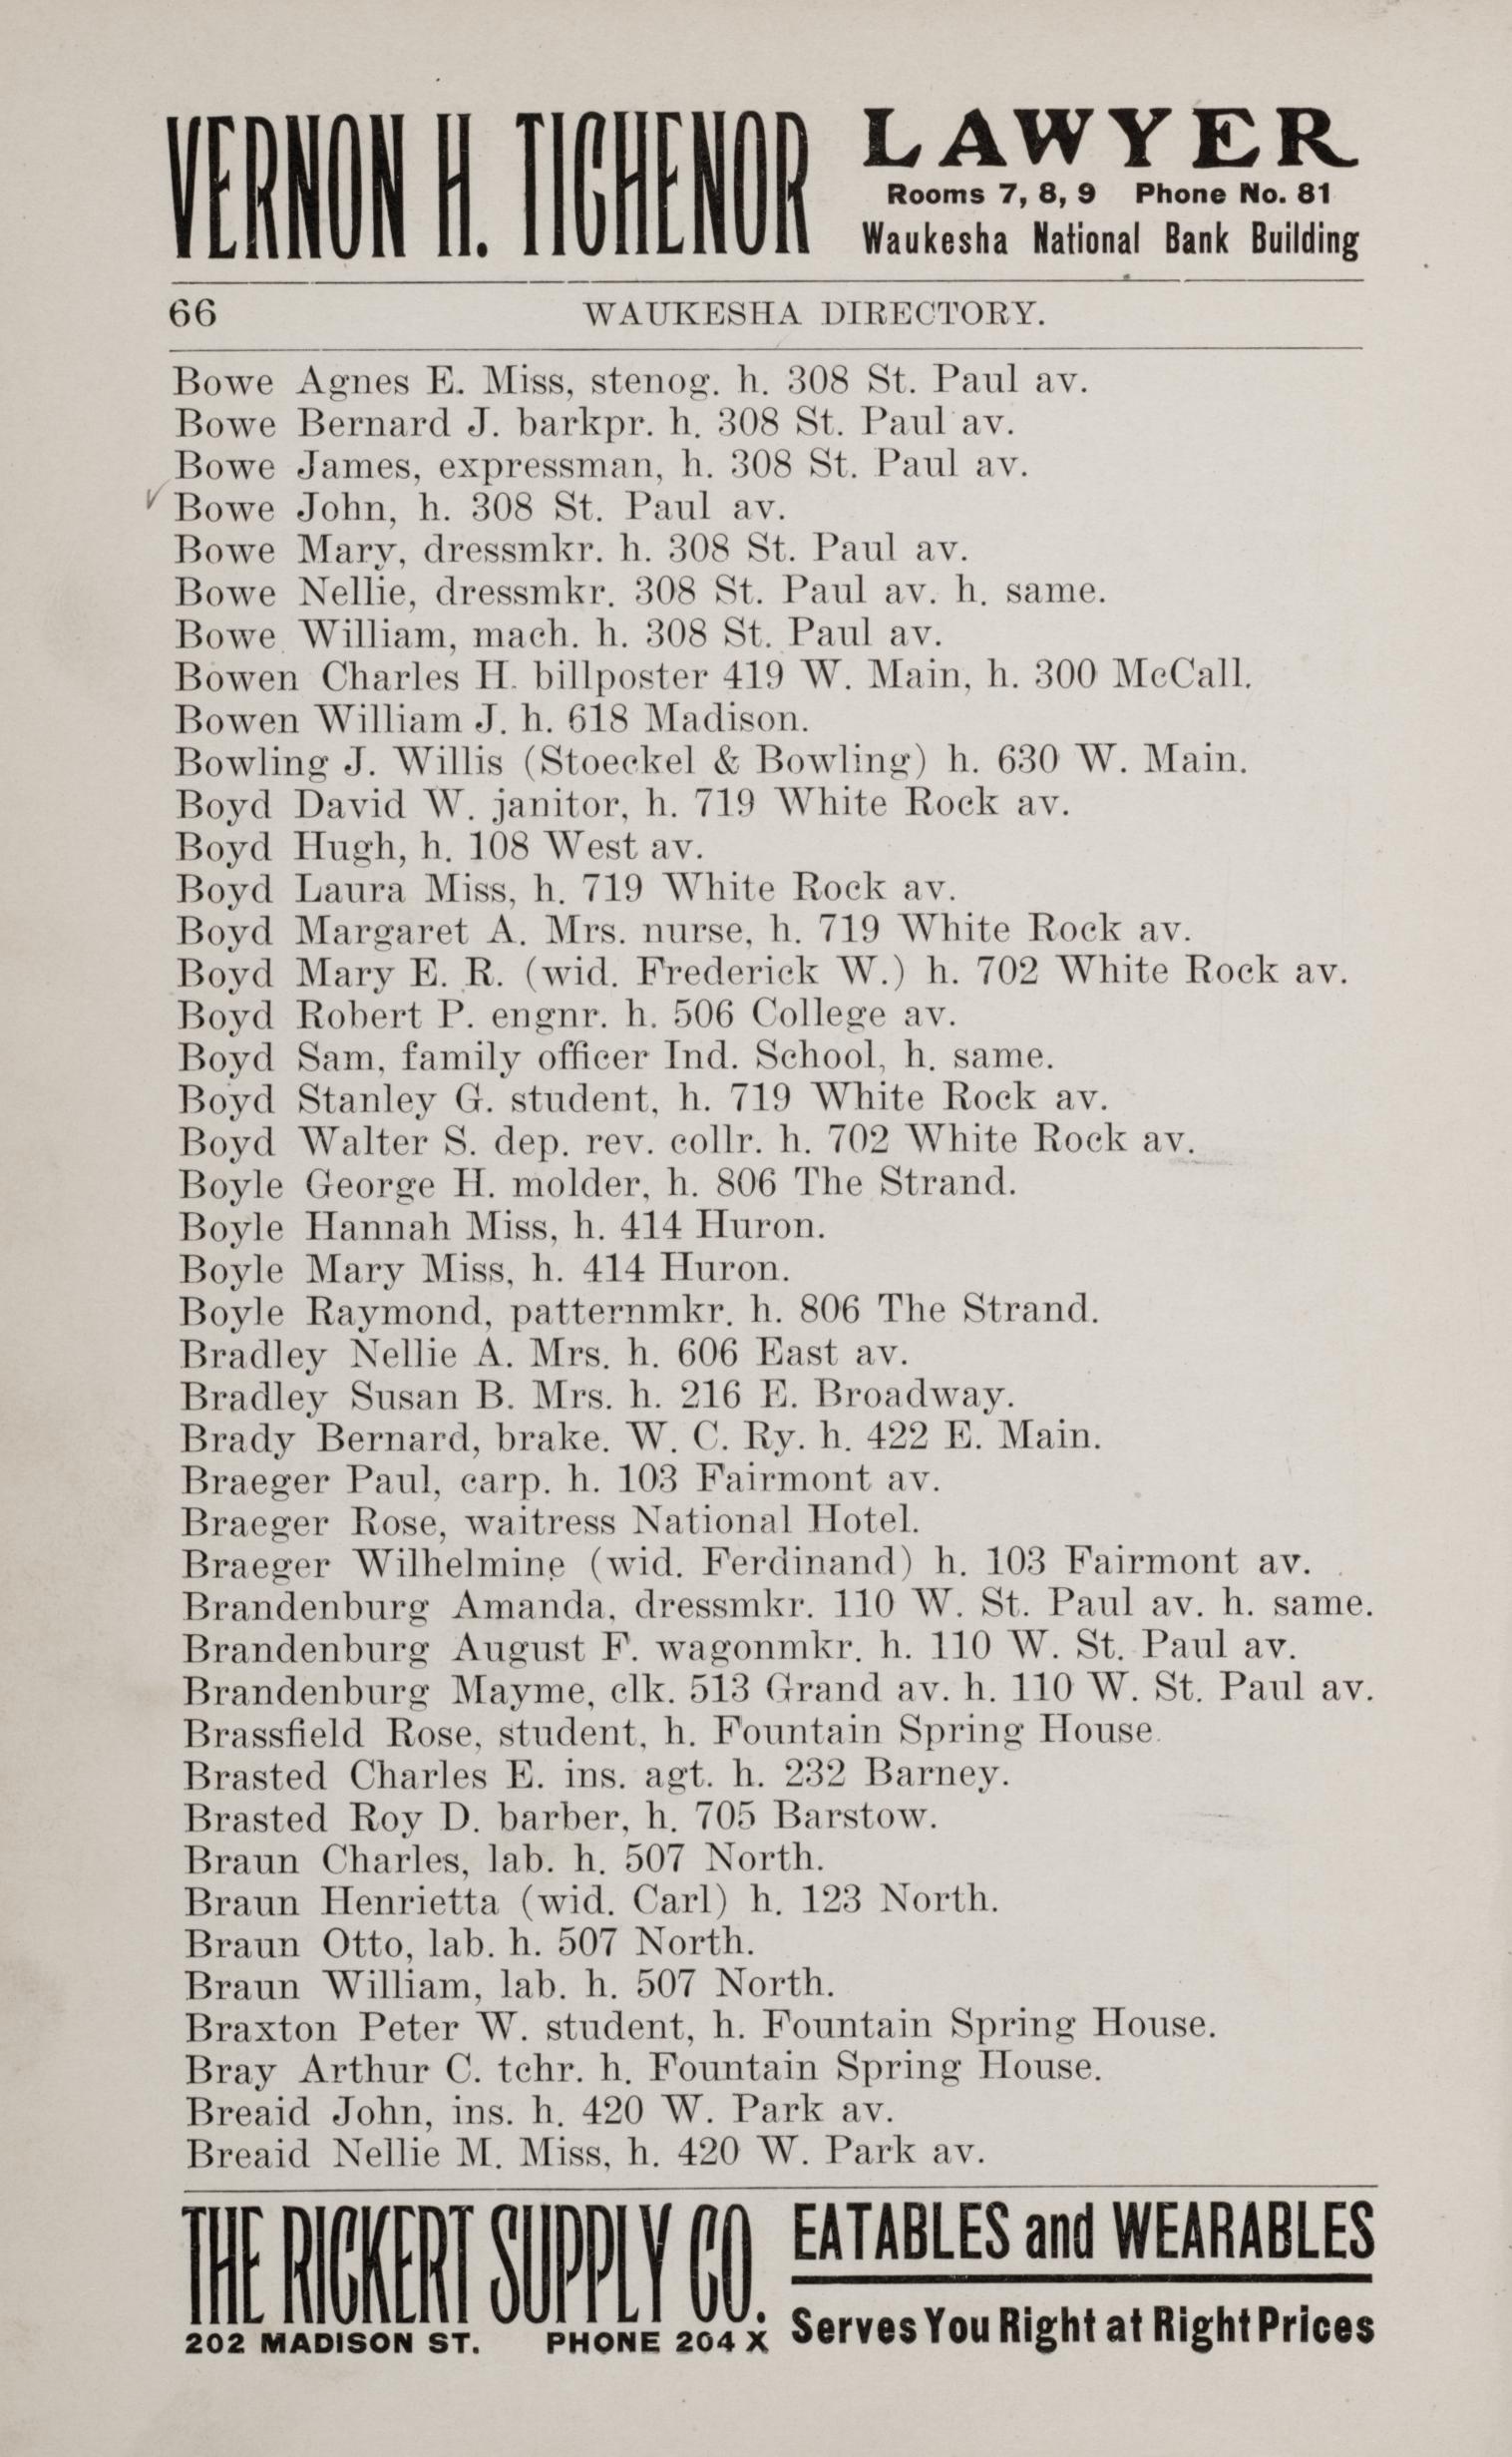 VERNON H. TICHENOR
LAWYER
Rooms 7, 8, 9 Phone No. 81
Waukesha National Bank Building
66 WAUKESHA DIRECTORY.
Bowe Agnes E. Miss, stenog. h. 308 St. Paul av.
Bowe Bernard J. barkpr. h. 308 St. Paul av.
Bowe James, expressman, h. 308 St. Paul av.
Bowe John, h. 308 St. Paul av.
Bowe Mary, dressmkr. h. 308 St. Paul av.
Bowe Nellie, dressmkr. 308 St. Paul av. h. same.
Bowe William, mach. h. 308 St. Paul av.
Bowen Charles H. billposter 419 W. Main, h. 300 McCall.
Bowen William J. h. 618 Madison.
Bowling J. Willis (Stoeckel & Bowling) h. 630 W. Main.
Boyd David W. janitor, h. 719 White Rock av.
Boyd Hugh, h. 108 West av.
Boyd Laura Miss, h. 719 White Rock av.
Boyd Margaret A. Mrs. nurse, h. 719 White Rock av.
Boyd Mary E. R. (wid. Frederick W.) h. 702 White Rock av.
Boyd Robert P. engnr. h. 506 College av.
Boyd Sam, family officer Ind. School, h. same.
Boyd Stanley G. student, h. 719 White Rock av.
Boyd Walter S. dep. rev. collr. h. 702 White Rock av.
Boyle George H. molder, h. 806 The Strand.
Boyle Hannah Miss, h. 414 Huron.
Boyle Mary Miss, h. 414 Huron.
Boyle Raymond, patternmkr. h. 806 The Strand.
Bradley Nellie A. Mrs. h. 606 East av.
Bradley Susan B. Mrs. h. 216 E. Broadway.
Brady Bernard, brake. W. C. Ry. h. 422 E. Main.
Braeger Paul, carp. h. 103 Fairmont av.
Braeger Rose, waitress National Hotel.
Braeger Wilhelmine (wid. Ferdinand) h. 103 Fairmont av.
Brandenburg Amanda, dressmkr. 110 W. St. Paul av. h. same.
Brandenburg August F. wagonmkr. h. 110 W. St. Paul av.
Brandenburg Mayme, clk. 513 Grand av. h. 110 W. St. Paul av.
Brassfield Rose, student, h. Fountain Spring House.
Brasted Charles E. ins. agt. h. 232 Barney.
Brasted Roy D. barber, h. 705 Barstow.
Braun Charles, lab. h. 507 North.
Braun Henrietta (wid. Carl) h. 123 North.
Braun Otto, lab. h. 507 North.
Braun William, lab. h. 507 North.
Braxton Peter W. student, h. Fountain Spring House.
Bray Arthur C. tchr. h. Fountain Spring House.
Breaid John, ins. h. 420 W. Park av.
Breaid Nellie M. Miss, h. 420 W. Park av.
THE RICKERT SUPPLY CO.
202 MADISON ST. PHONE 204 X
EATABLES and WEARABLES
Serves You Right at Right Prices